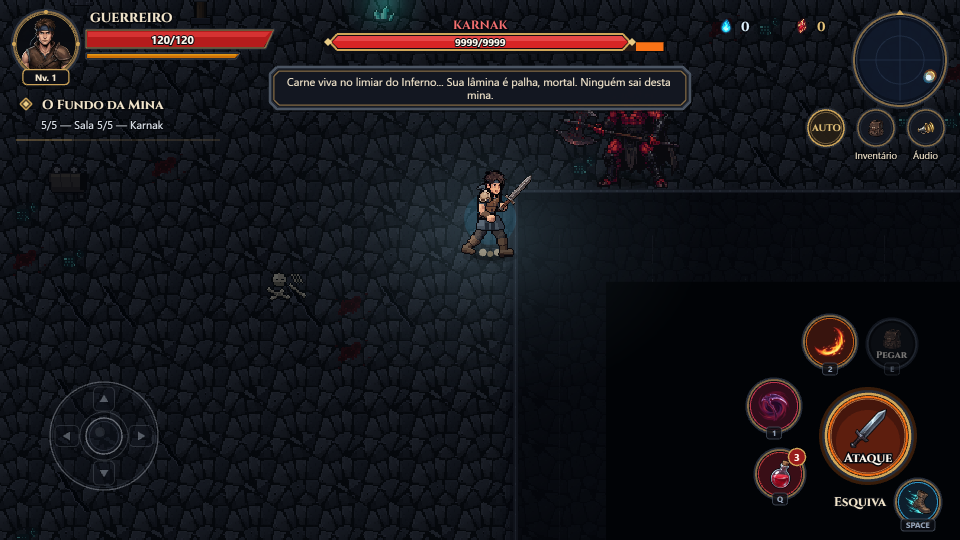 GUERREIRO
120/120
Nv. 1
O Fundo da Mina
5/5 — Sala 5/5 — Karnak
KARNAK
9999/9999
Carne viva no limiar do Inferno... Sua lâmina é palha, mortal. Ninguém sai desta
mina.
0
0
AUTO
Inventário
Áudio
2
PEGAR
E
1
ATAQUE
3
Q
ESQUIVA
SPACE